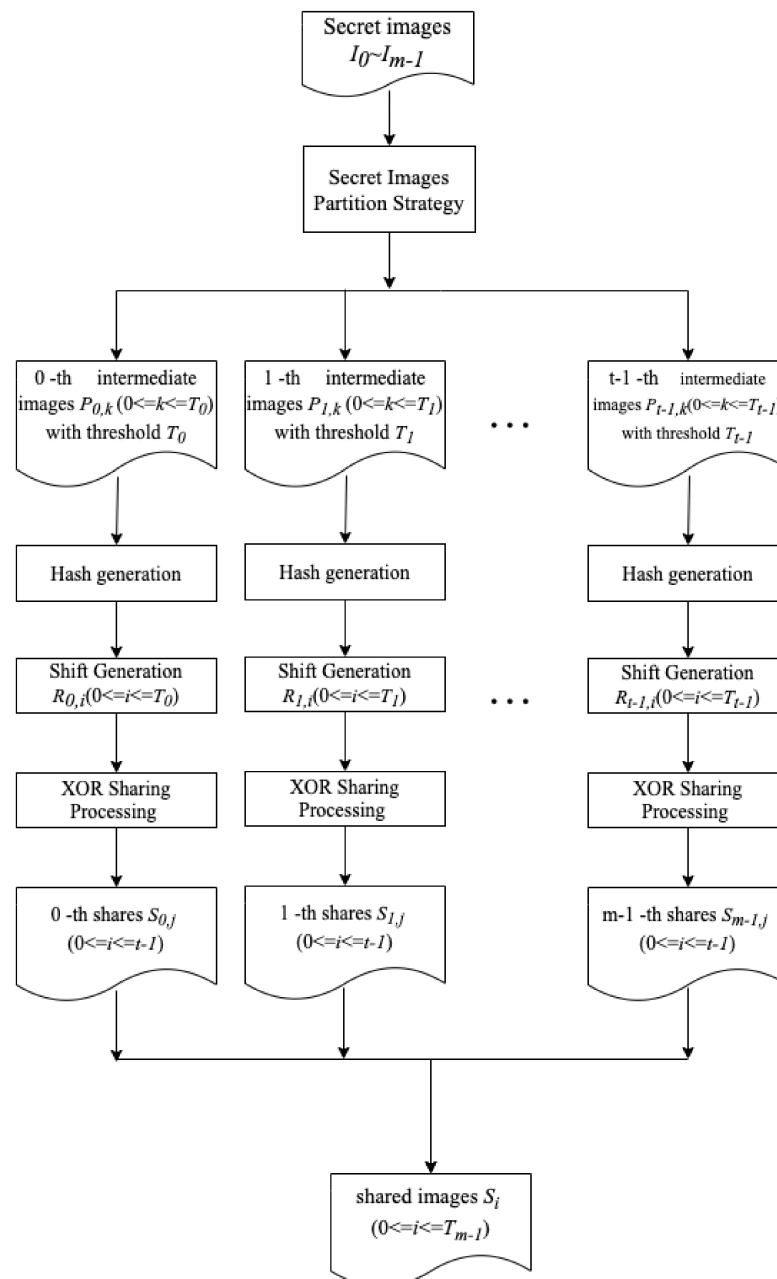 Secret images
I0~Im-1
Secret Images
Partition Strategy
0 -th intermediate
images P0,k (0<=k<=T0)
with threshold T0
1 -th intermediate
images P1,k (0<=k<=T1)
with threshold T1
. . .
t-1 -th intermediate
images Pt-1,k(0<=k<=Tt-1)
with threshold Tt-1
Hash generation
Hash generation
Hash generation
Shift Generation
R0,i(0<=i<=T0)
Shift Generation
R1,i(0<=i<=T1)
. . .
Shift Generation
Rt-1,i(0<=i<=Tt-1)
XOR Sharing
Processing
XOR Sharing
Processing
XOR Sharing
Processing
0 -th shares S0,j
(0<=i<=t-1)
1 -th shares S1,j
(0<=i<=t-1)
m-1 -th shares Sm-1,j
(0<=i<=t-1)
shared images Si
(0<=i<=Tm-1)